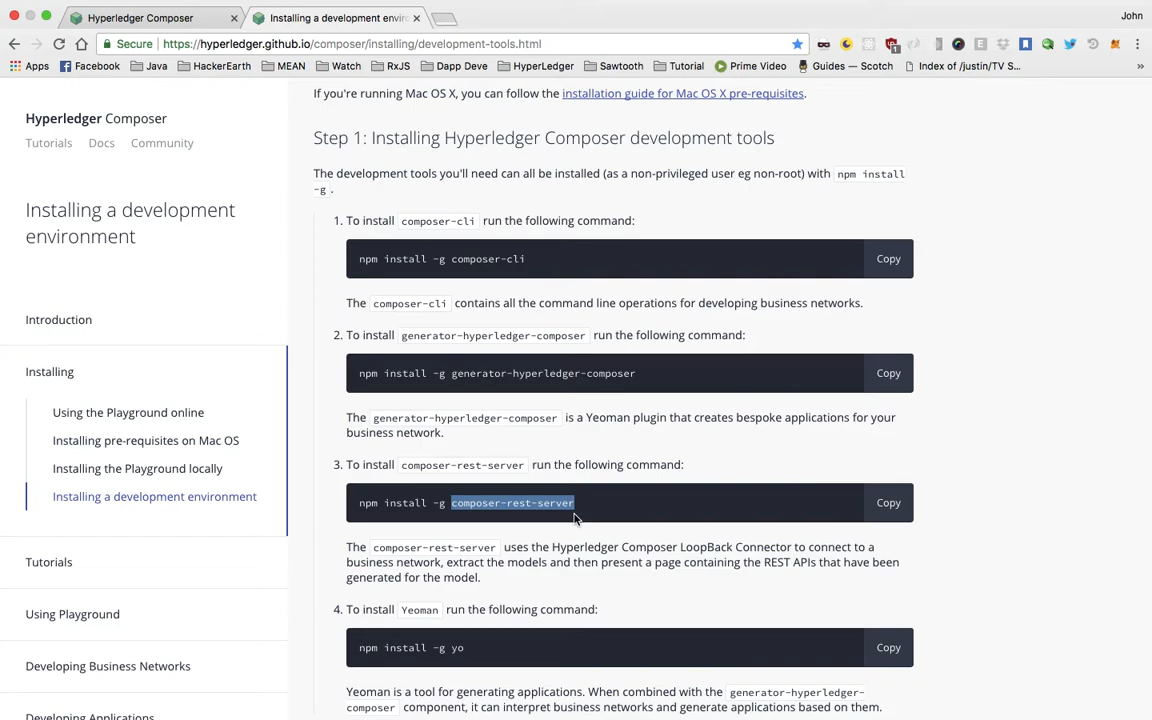 Hyperledger Composer
Installing a development enviro
John
Secure
https://hyperledger.github.io/composer/installing/development-tools.html
Apps
Facebook
Java
HackerEarth
MEAN
Watch
RxJS
Dapp Deve
HyperLedger
Sawtooth
Tutorial
Prime Video
Guides — Scotch
Index of /justin/TV S...
»
Hyperledger Composer
Tutorials Docs Community
Installing a development
environment
Introduction
Installing
Using the Playground online
Installing pre-requisites on Mac OS
Installing the Playground locally
Installing a development environment
Tutorials
Using Playground
Developing Business Networks
Developing Applications
If you're running Mac OS X, you can follow the installation guide for Mac OS X pre-requisites.
Step 1: Installing Hyperledger Composer development tools
The development tools you'll need can all be installed (as a non-privileged user eg non-root) with npm install
-g .
1. To install composer-cli run the following command:
npm install -g composer-cli
Copy
The composer-cli contains all the command line operations for developing business networks.
2. To install generator-hyperledger-composer run the following command:
npm install -g generator-hyperledger-composer
Copy
The generator-hyperledger-composer is a Yeoman plugin that creates bespoke applications for your
business network.
3. To install composer-rest-server run the following command:
npm install -g composer-rest-server
Copy
The composer-rest-server uses the Hyperledger Composer LoopBack Connector to connect to a
business network, extract the models and then present a page containing the REST APIs that have been
generated for the model.
4. To install Yeoman run the following command:
npm install -g yo
Copy
Yeoman is a tool for generating applications. When combined with the generator-hyperledger-
composer component, it can interpret business networks and generate applications based on them.